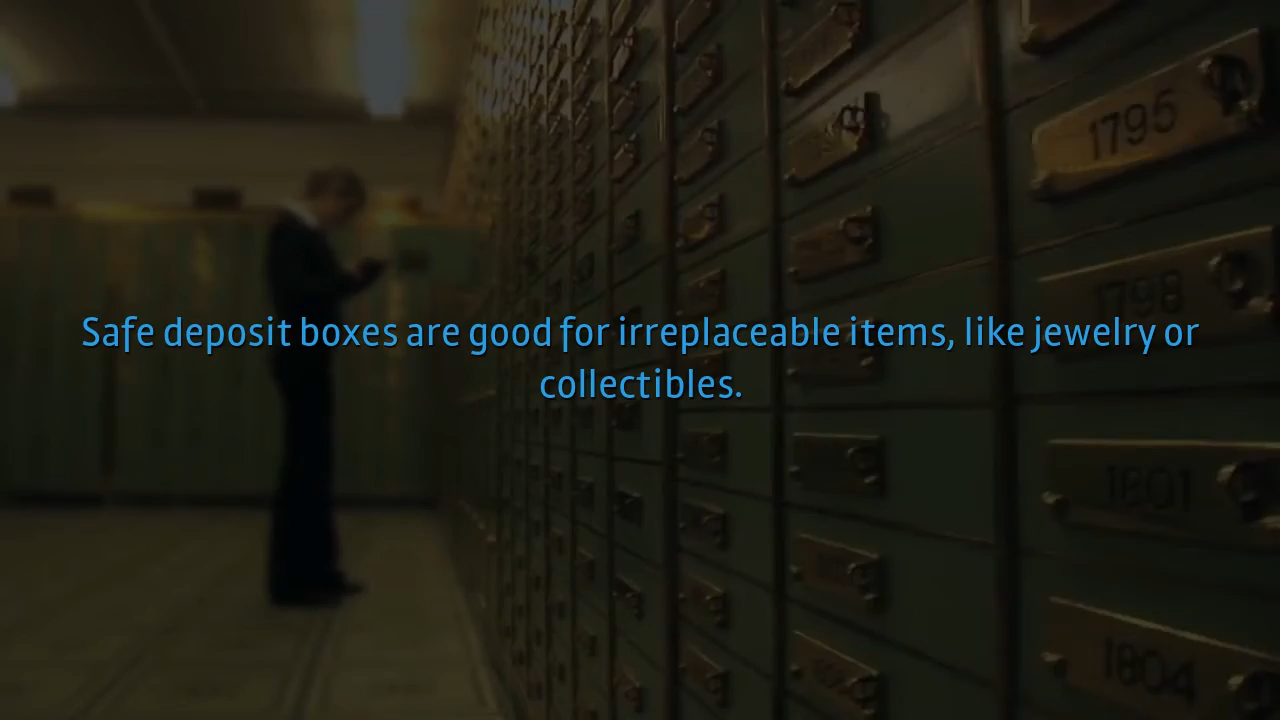 1795
Safe deposit boxes are good for irreplaceable items, like jewelry or
collectibles.
1798
1801
1804